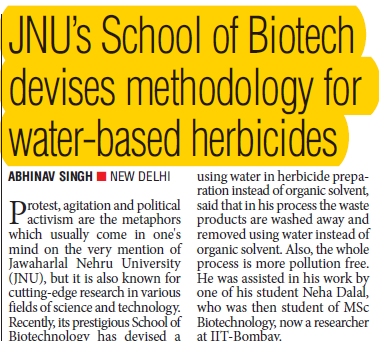 JNU's School of Biotech
devises methodology for
water-based herbicides
ABHINAV SINGH ■ NEW DELHI
Protest, agitation and political
activism are the metaphors
which usually come in one's
mind on the very mention of
Jawaharlal Nehru University
(JNU), but it is also known for
cutting-edge research in various
fields of science and technology.
Recently, its prestigious School of
Biotechnology has devised a
using water in herbicide prepa-
ration instead of organic solvent,
said that in his process the waste
products are washed away and
removed using water instead of
organic solvent. Also, the whole
process is more pollution free.
He was assisted in his work by
one of his student Neha Dalal,
who was then student of MSc
Biotechnology, now a researcher
at IIT-Bombay.